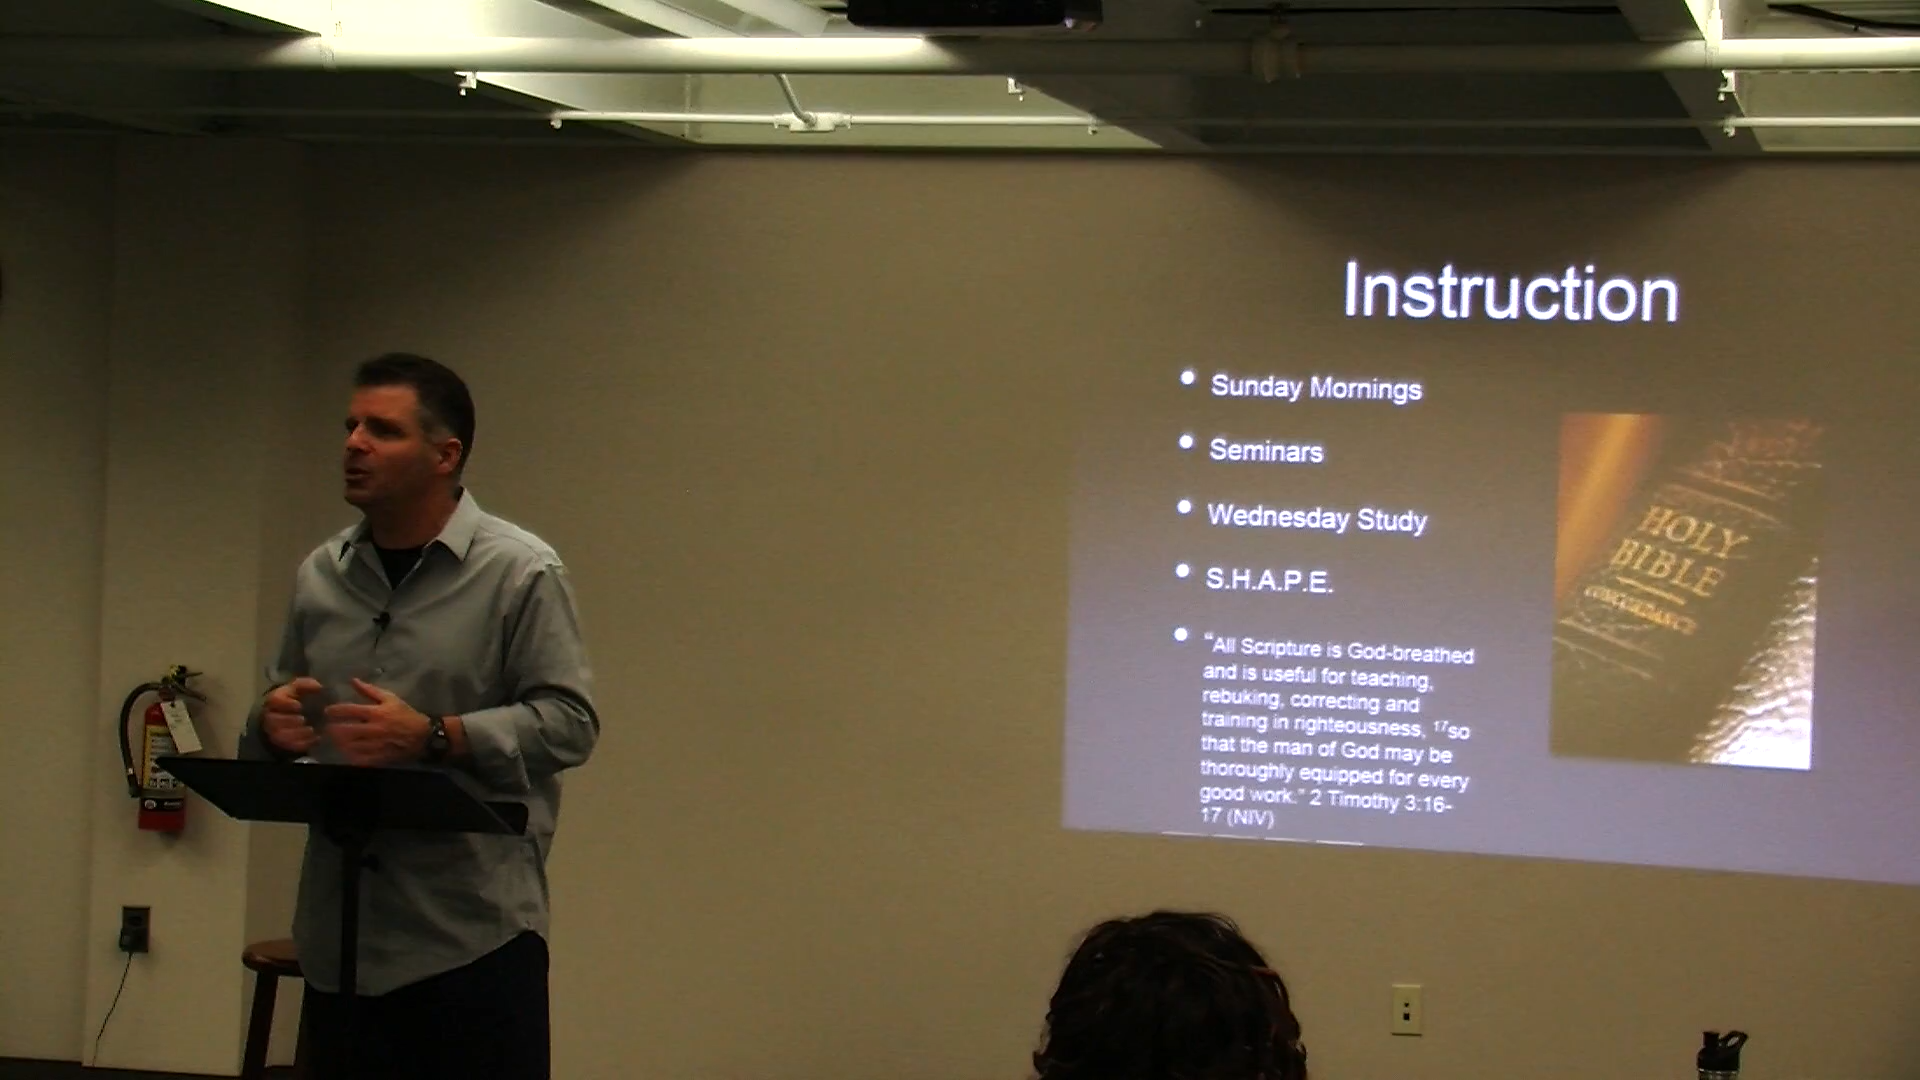 Instruction
Sunday Mornings
Seminars
Wednesday Study
S.H.A.P.E.
“All Scripture is God-breathed
and is useful for teaching,
rebuking, correcting and
training in righteousness, ¹⁷so
that the man of God may be
thoroughly equipped for every
good work.” 2 Timothy 3:16-
17 (NIV)
HOLY
BIBLE
CONCORDANCE